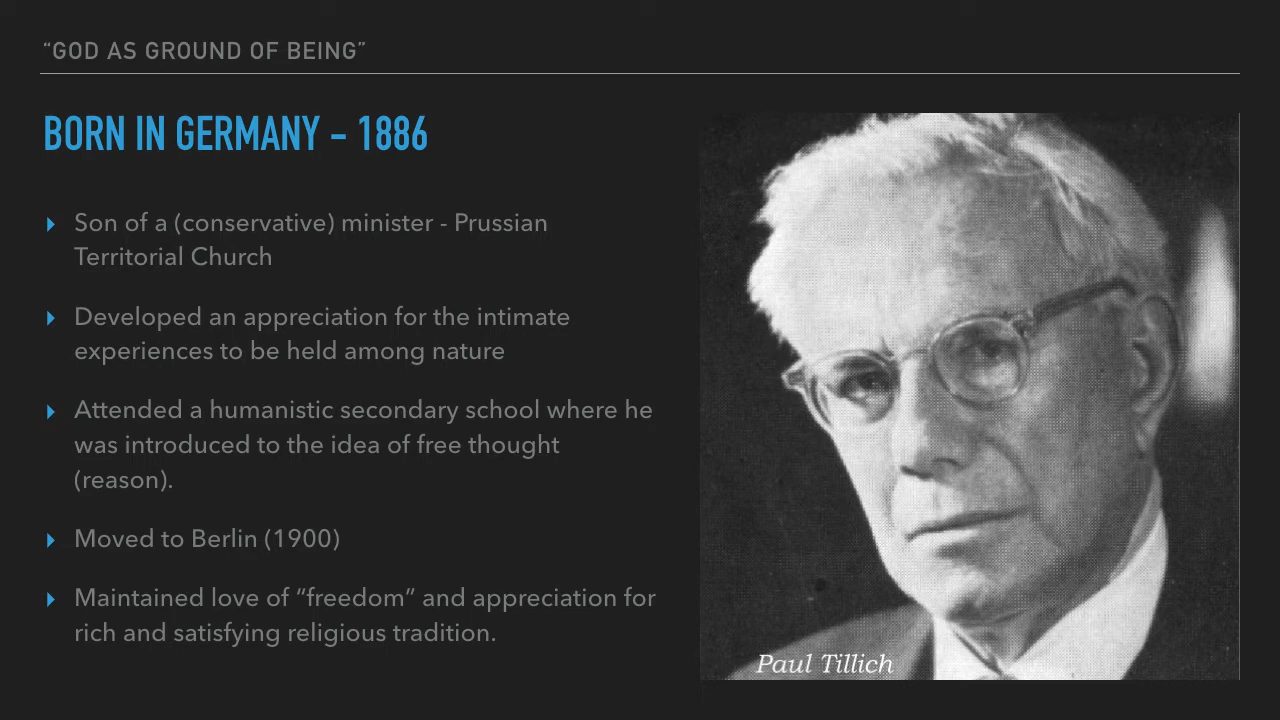 “GOD AS GROUND OF BEING”
BORN IN GERMANY – 1886
Son of a (conservative) minister - Prussian
Territorial Church
Developed an appreciation for the intimate
experiences to be held among nature
Attended a humanistic secondary school where he
was introduced to the idea of free thought
(reason).
Moved to Berlin (1900)
Maintained love of “freedom” and appreciation for
rich and satisfying religious tradition.
Paul Tillich